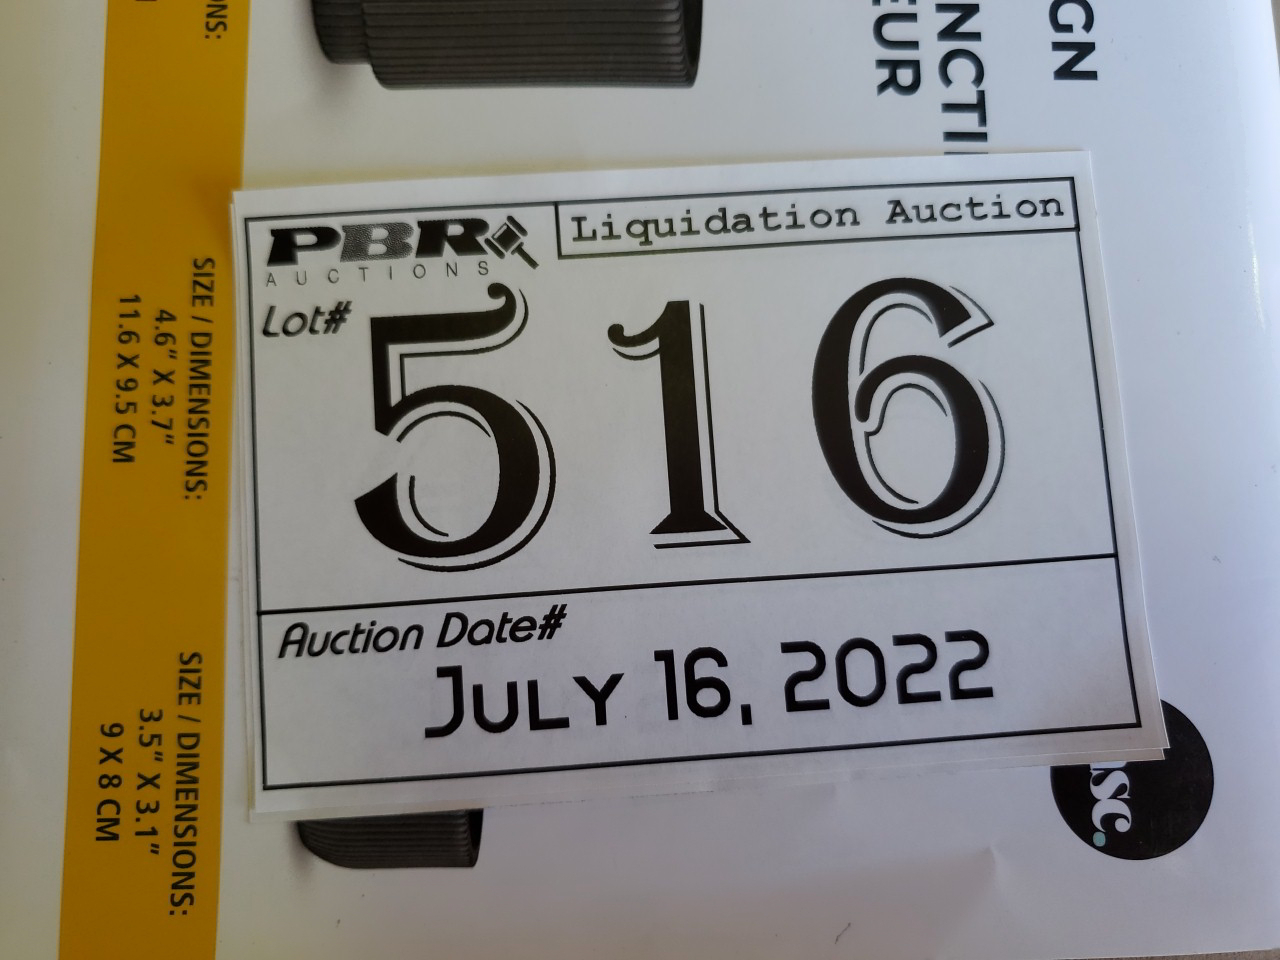 PBR
AUCTIONS
Liquidation Auction
Lot#
516
Auction Date#
JULY 16, 2022
SIZE / DIMENSIONS:
4.6" X 3.7"
11.6 X 9.5 CM
SIZE / DIMENSIONS:
3.5" X 3.1"
9 X 8 CM